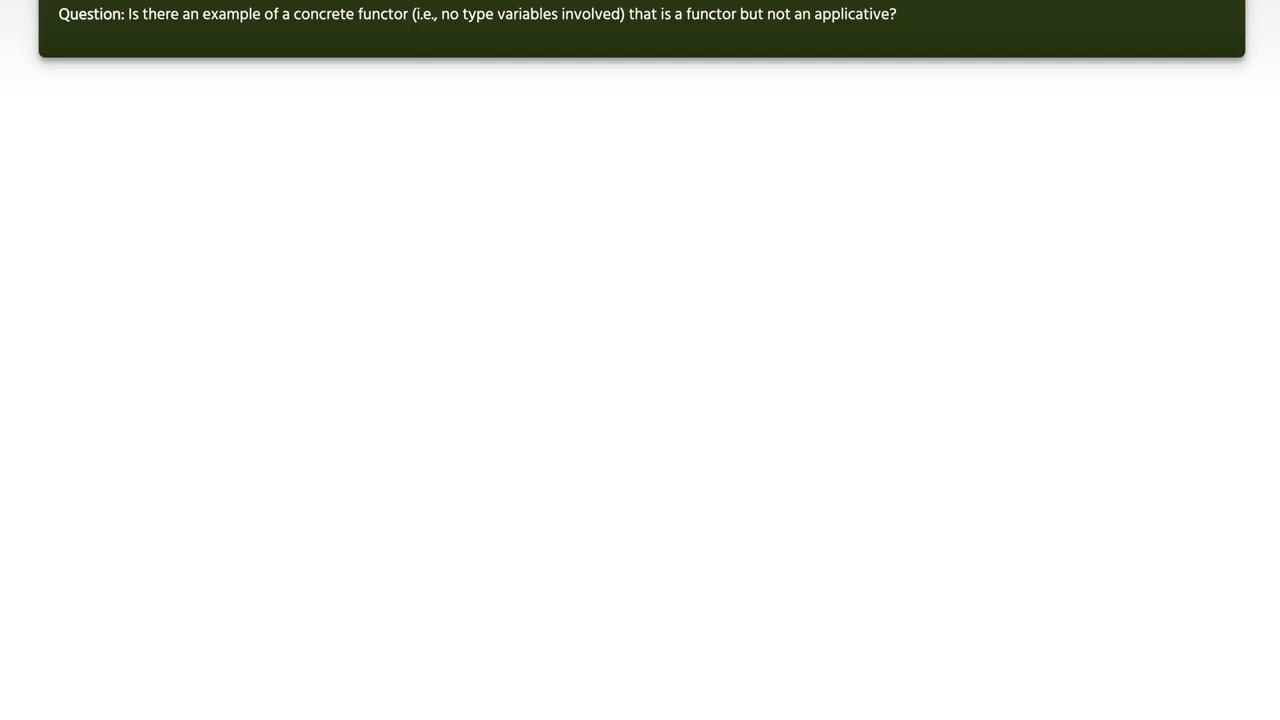 Question: Is there an example of a concrete functor (i.e., no type variables involved) that is a functor but not an applicative?